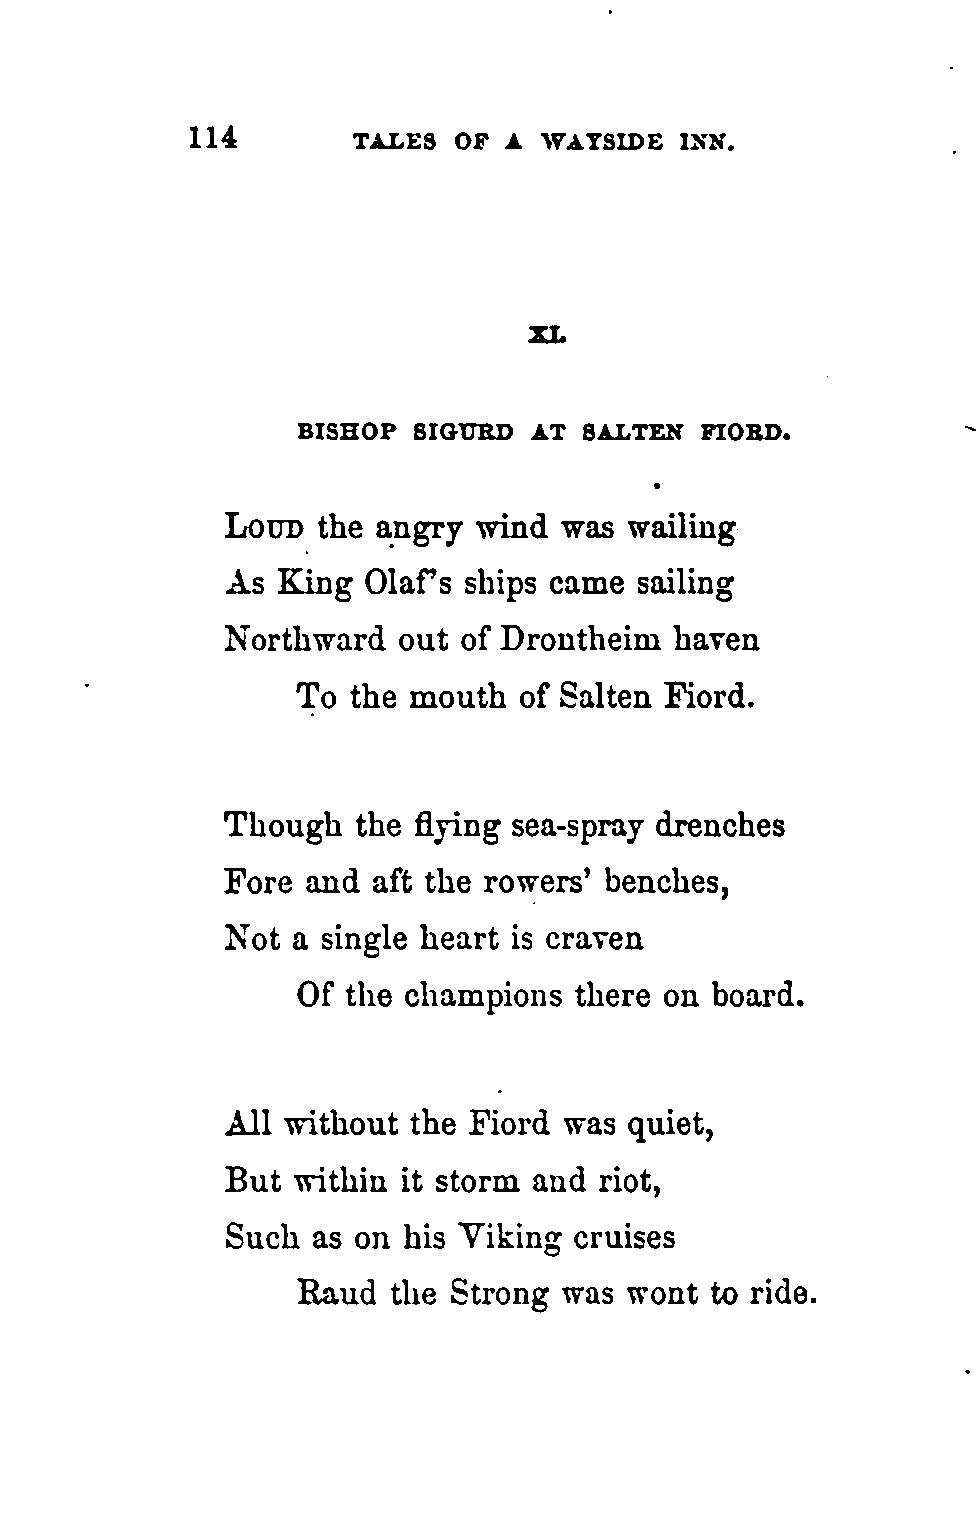 114 TALES OF A WAYSIDE INN.
XI.
BISHOP SIGURD AT SALTEN FIORD.
LOUD the angry wind was wailing
As King Olaf's ships came sailing
Northward out of Drontheim haven
To the mouth of Salten Fiord.
Though the flying sea-spray drenches
Fore and aft the rowers' benches,
Not a single heart is craven
Of the champions there on board.
All without the Fiord was quiet,
But within it storm and riot,
Such as on his Viking cruises
Raud the Strong was wont to ride.